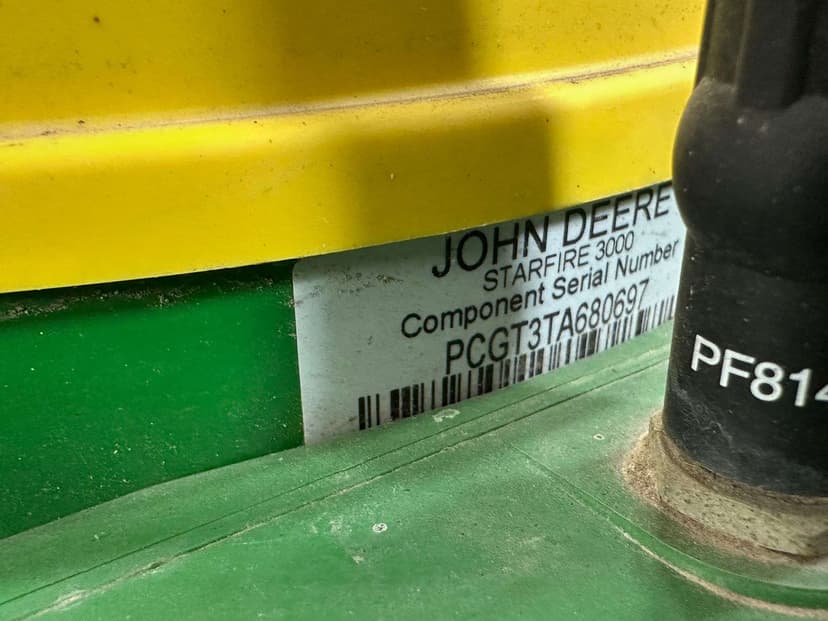 JOHN DEERE
STARFIRE 3000
Component Serial Number
PCGT3TA680697
PF814